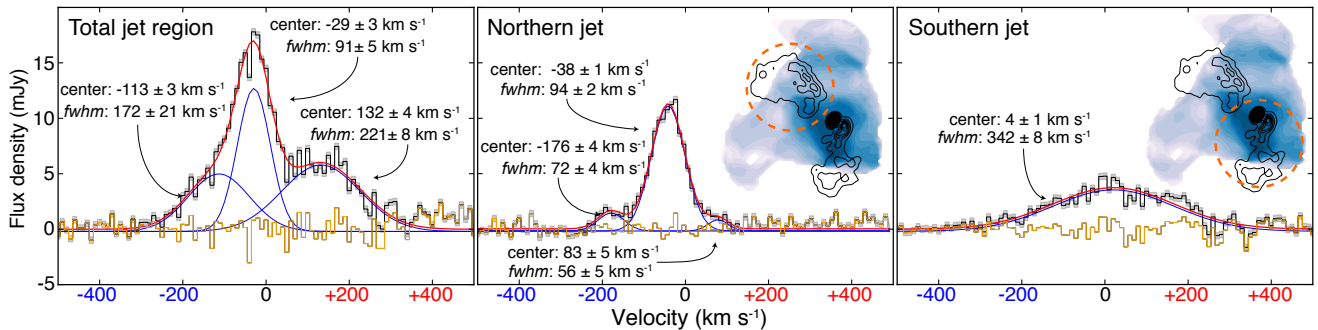 Total jet region
center: -29 ± 3 km s⁻¹
fwhm: 91± 5 km s⁻¹
center: -113 ± 3 km s⁻¹
fwhm: 172 ± 21 km s⁻¹
center: 132 ± 4 km s⁻¹
fwhm: 221± 8 km s⁻¹
Northern jet
center: -38 ± 1 km s⁻¹
fwhm: 94 ± 2 km s⁻¹
center: -176 ± 4 km s⁻¹
fwhm: 72 ± 4 km s⁻¹
center: 83 ± 5 km s⁻¹
fwhm: 56 ± 5 km s⁻¹
Southern jet
center: 4 ± 1 km s⁻¹
fwhm: 342 ± 8 km s⁻¹
Flux density (mJy)
15
10
5
0
-5
-400 -200 0 +200 +400
-400 -200 0 +200 +400
-400 -200 0 +200 +400
Velocity (km s⁻¹)